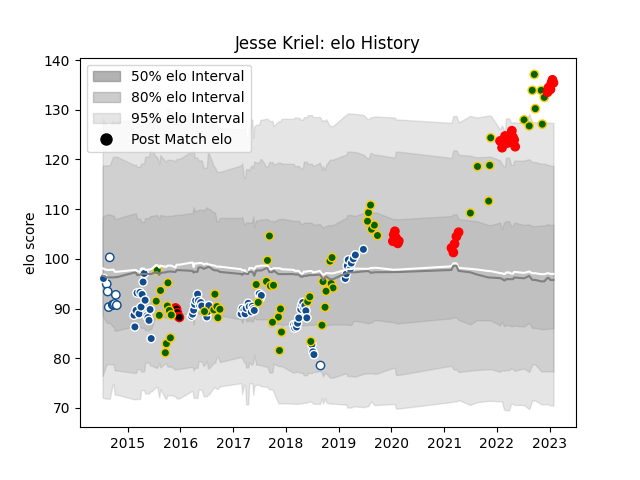 Jesse Kriel: elo History
50% elo Interval
80% elo Interval
95% elo Interval
Post Match elo
elo score
140
130
120
110
100
90
80
70
2015 2016 2017 2018 2019 2020 2021 2022 2023